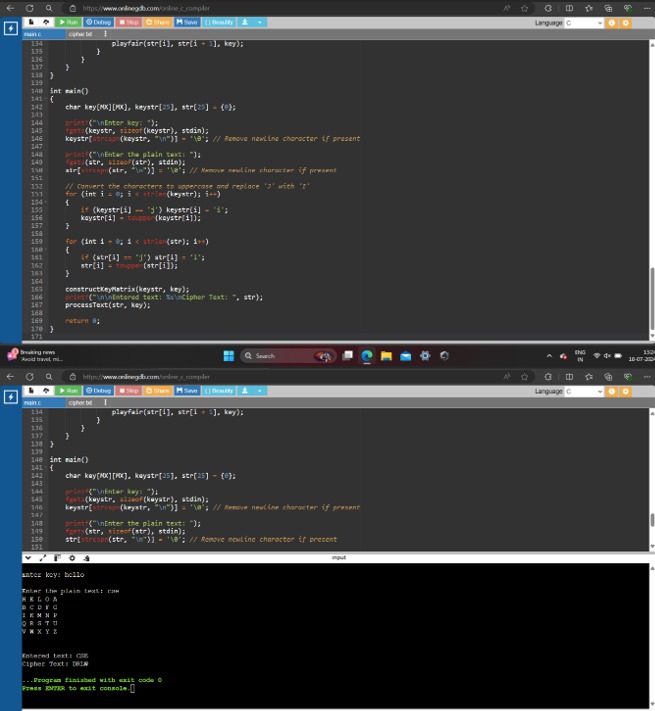 https://www.onlinegdb.com/online_c_compiler
Run Debug Stop Share Save {} Beautify
Language C
main.c cipher.txt
134 playfair(str[i], str[i + 1], key);
135 }
136 }
137 }
138 }
139
140 int main()
141 {
142 char key[MX][MX], keystr[25], str[25] = {0};
143
144 printf("\nEnter key: ");
145 fgets(keystr, sizeof(keystr), stdin);
146 keystr[strcspn(keystr, "\n")] = '\0'; // Remove newline character if present
147
148 printf("\nEnter the plain text: ");
149 fgets(str, sizeof(str), stdin);
150 str[strcspn(str, "\n")] = '\0'; // Remove newline character if present
151
152 // Convert the characters to uppercase and replace 'J' with 'I'
153 for (int i = 0; i < strlen(keystr); i++)
154 {
155 if (keystr[i] == 'j') keystr[i] = 'i';
156 keystr[i] = toupper(keystr[i]);
157 }
158
159 for (int i = 0; i < strlen(str); i++)
160 {
161 if (str[i] == 'j') str[i] = 'i';
162 str[i] = toupper(str[i]);
163 }
164
165 constructKeyMatrix(keystr, key);
166 printf("\n\nEntered text: %s\nCipher Text: ", str);
167 processText(str, key);
168
169 return 0;
170 }
171
Breaking news
Avoid travel, mi...
Search
ENG
IN
13:24
18-07-2024
https://www.onlinegdb.com/online_c_compiler
Run Debug Stop Share Save {} Beautify
Language C
main.c cipher.txt
134 playfair(str[i], str[i + 1], key);
135 }
136 }
137 }
138 }
139
140 int main()
141 {
142 char key[MX][MX], keystr[25], str[25] = {0};
143
144 printf("\nEnter key: ");
145 fgets(keystr, sizeof(keystr), stdin);
146 keystr[strcspn(keystr, "\n")] = '\0'; // Remove newline character if present
147
148 printf("\nEnter the plain text: ");
149 fgets(str, sizeof(str), stdin);
150 str[strcspn(str, "\n")] = '\0'; // Remove newline character if present
151
input
Enter key: hello
Enter the plain text: cse
H E L O A
B C D F G
I K M N P
Q R S T U
V W X Y Z
Entered text: CSE
Cipher Text: DRLW
...Program finished with exit code 0
Press ENTER to exit console.